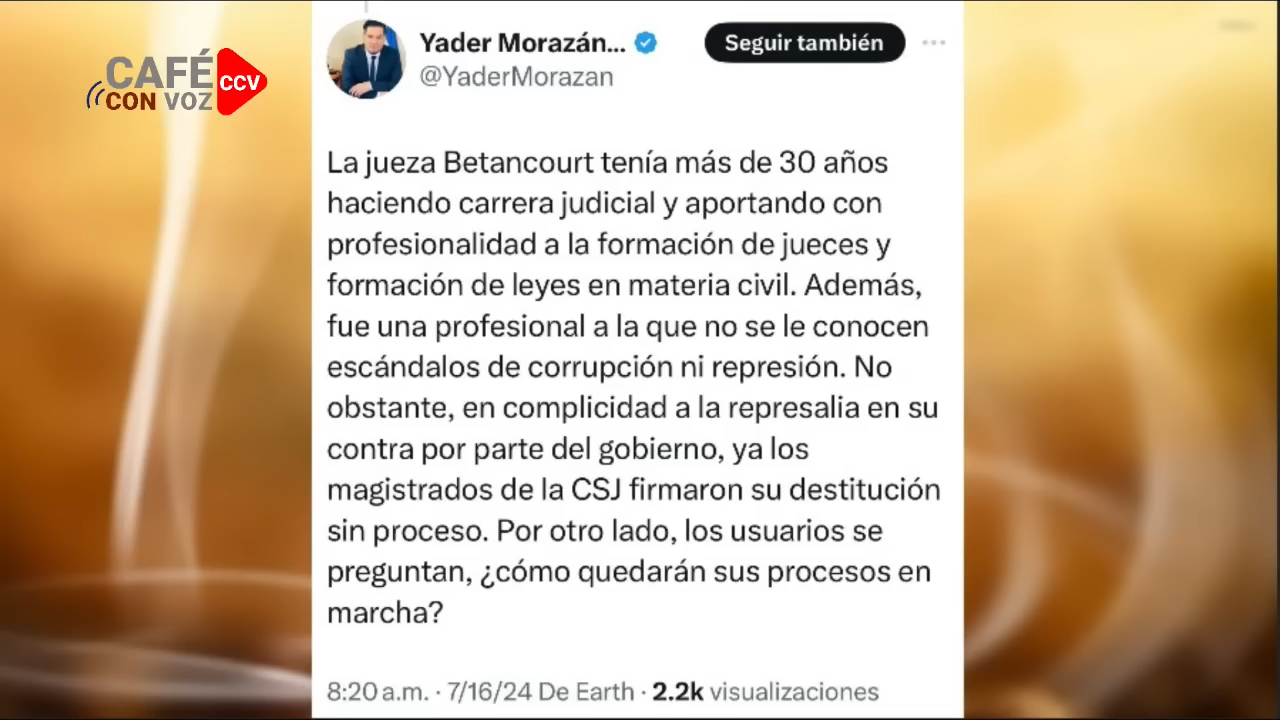 CAFÉ
CON VOZ
CCV
Yader Morazán...
Seguir también
@YaderMorazan
La jueza Betancourt tenía más de 30 años
haciendo carrera judicial y aportando con
profesionalidad a la formación de jueces y
formación de leyes en materia civil. Además,
fue una profesional a la que no se le conocen
escándalos de corrupción ni represión. No
obstante, en complicidad a la represalia en su
contra por parte del gobierno, ya los
magistrados de la CSJ firmaron su destitución
sin proceso. Por otro lado, los usuarios se
preguntan, ¿cómo quedarán sus procesos en
marcha?
8:20 a.m. · 7/16/24 De Earth · 2.2k visualizaciones